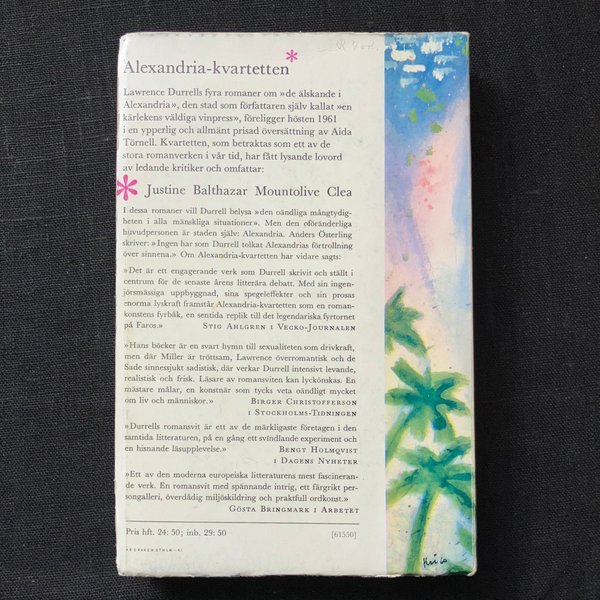 Alexandria-kvartetten*
Lawrence Durrells fyra romaner om »de älskande i
Alexandria», den stad som författaren själv kallat »en
kärlekens väldiga vinpress», föreligger hösten 1961
i en ypperlig och allmänt prisad översättning av Aida
Törnell. Kvartetten, som betraktas som ett av de
stora romanverken i vår tid, har fått lysande lovord
av ledande kritiker och omfattar:
* Justine Balthazar Mountolive Clea
I dessa romaner vill Durrell belysa »den oändliga mångtydig-
heten i alla mänskliga situationer». Men den oföränderliga
huvudpersonen är staden själv: Alexandria. Anders Österling
skriver: »Ingen har som Durrell tolkat Alexandrias förtrollning
över sinnena.» Om Alexandria-kvartetten har vidare sagts:
»Det är ett engagerande verk som Durrell skrivit och ställt i
centrum för de senaste årens litterära debatt. Med sin ingen-
jörsmässiga uppbyggnad, sina spegeleffekter och sin prosas
enorma lyskraft framstår Alexandria-kvartetten som en roman-
konstens fyrbåk, en sentida replik till det legendariska fyrtornet
på Faros.» Stig Ahlgren i Vecko-Journalen
»Hans böcker är en svart hymn till sexualiteten som drivkraft,
men där Miller är tröttsam, Lawrence överromantisk och de
Sade sinnessjukt sadistisk, där verkar Durrell intensivt levande,
realistisk och frisk. Läsare av romansviten kan lyckönskas. En
mästare målar, en konstnär som tycks veta oändligt mycket
om liv och människor.» Birger Christofferson
i Stockholms-Tidningen
»Durrells romansvit är ett av de märkligaste företagen i den
samtida litteraturen, på en gång ett svindlande experiment och
en hisnande läsupplevelse.» Bengt Holmqvist
i Dagens Nyheter
»Ett av den moderna europeiska litteraturens mest fascineran-
de verk. En romansvit med spännande intrig, ett färgrikt per-
songalleri, överdådig miljöskildring och praktfull ordkonst.»
Gösta Bringmark i Arbetet
Pris hft. 24: 50; inb. 29: 50 [61550]